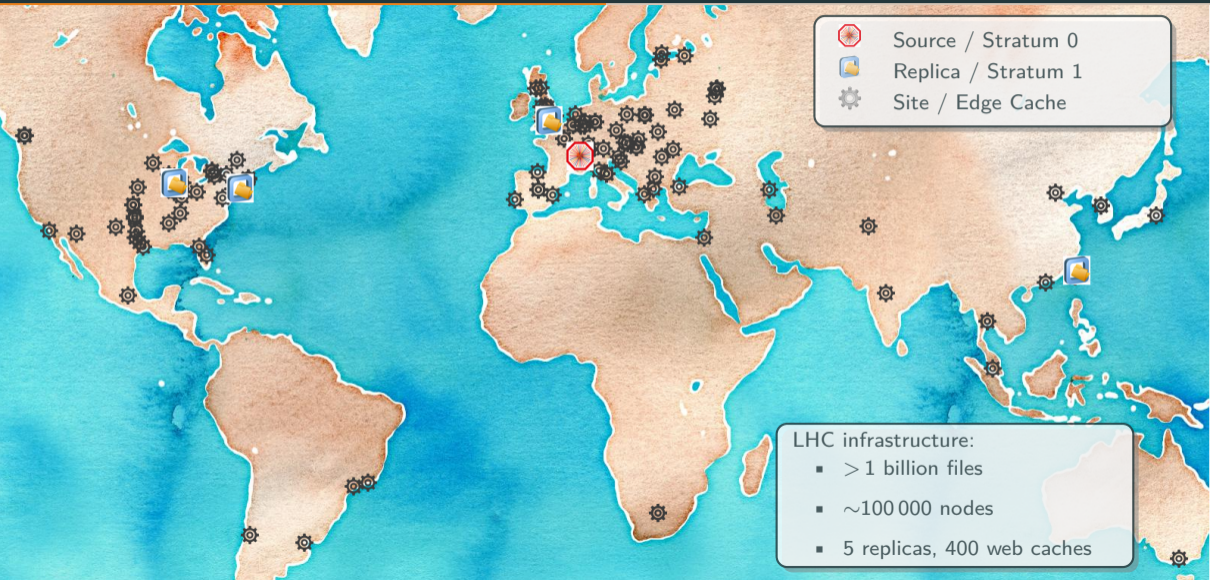 Source / Stratum 0
Replica / Stratum 1
Site / Edge Cache
LHC infrastructure:
▪ > 1 billion files
▪ ~100 000 nodes
▪ 5 replicas, 400 web caches